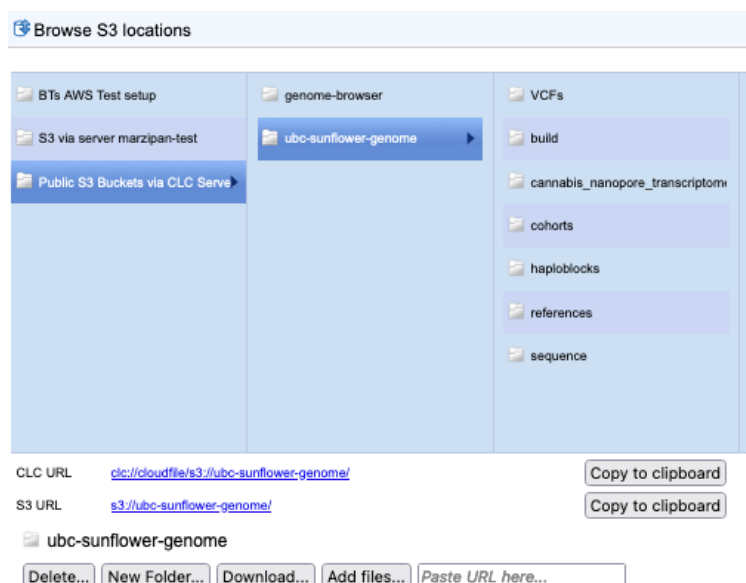 Browse S3 locations
BTs AWS Test setup
S3 via server marzipan-test
Public S3 Buckets via CLC Serve
genome-browser
ubc-sunflower-genome
VCFs
build
cannabis_nanopore_transcriptom
cohorts
haploblocks
references
sequence
CLC URL clc://cloudfile/s3://ubc-sunflower-genome/ Copy to clipboard
S3 URL s3://ubc-sunflower-genome/ Copy to clipboard
ubc-sunflower-genome
Delete... New Folder... Download... Add files... Paste URL here...